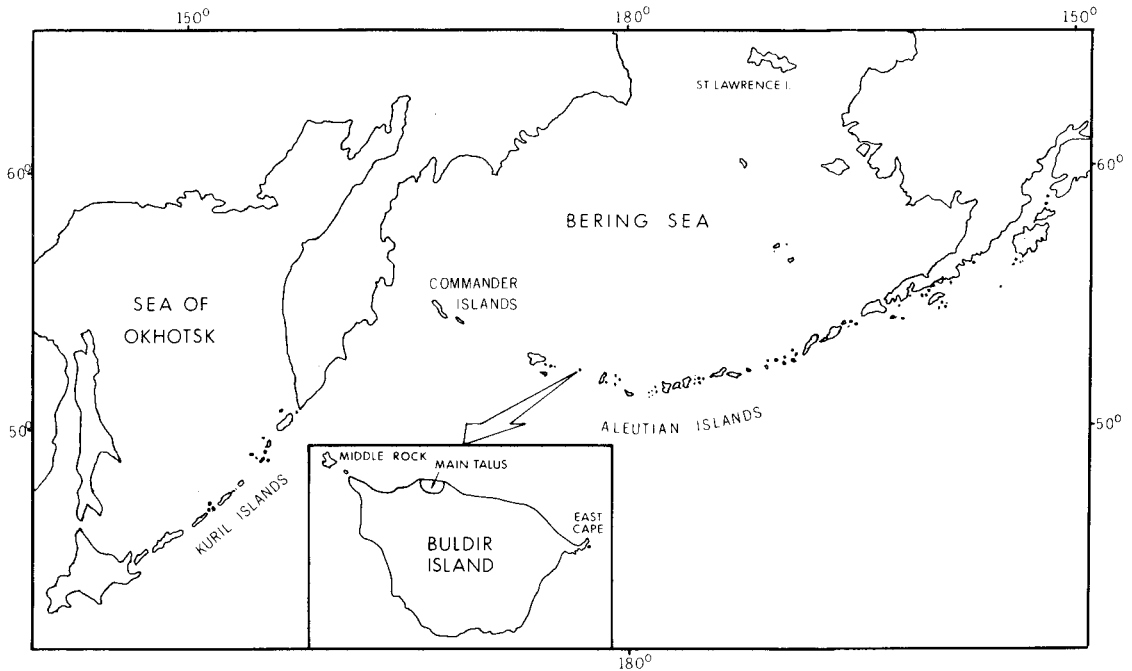 150°
180°
150°
ST LAWRENCE I.
60°
60°
BERING SEA
COMMANDER
ISLANDS
SEA OF
OKHOTSK
50°
50°
ALEUTIAN ISLANDS
KURIL ISLANDS
MIDDLE ROCK
MAIN TALUS
EAST
CAPE
BULDIR
ISLAND
180°